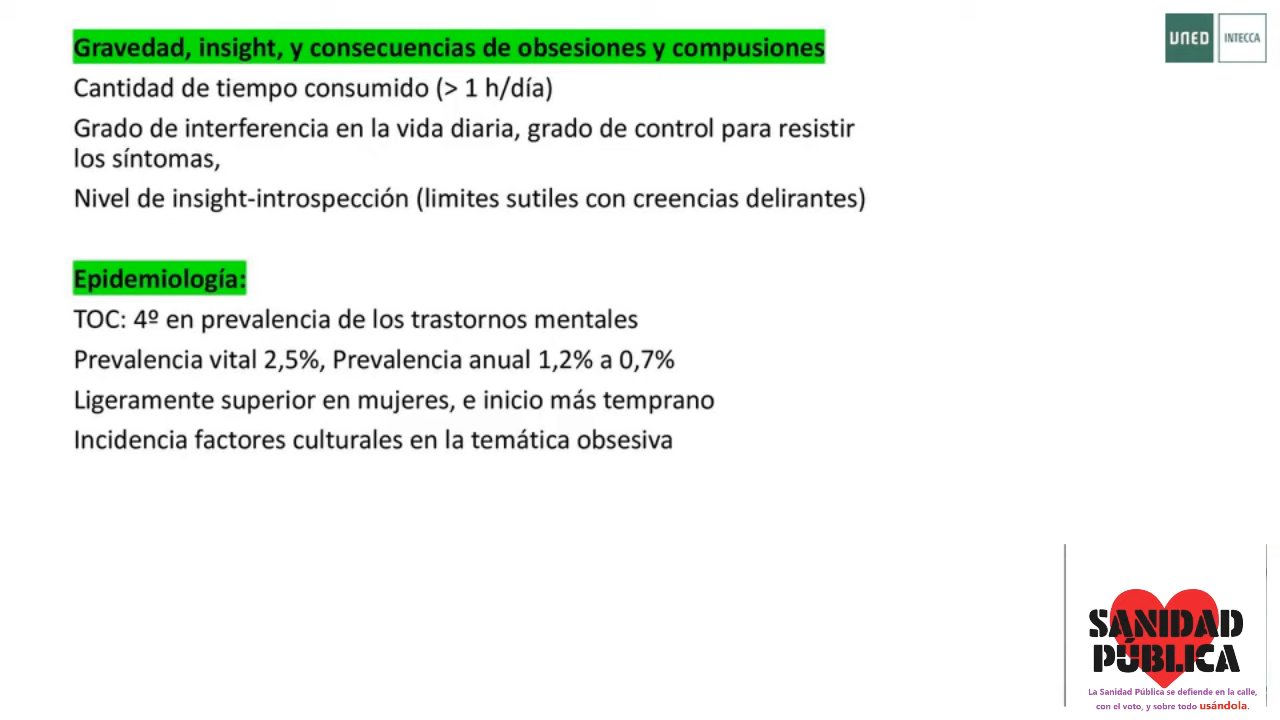 Gravedad, insight, y consecuencias de obsesiones y compusiones
UNED INTECCA
Cantidad de tiempo consumido (> 1 h/día)
Grado de interferencia en la vida diaria, grado de control para resistir
los síntomas,
Nivel de insight-introspección (limites sutiles con creencias delirantes)
Epidemiología:
TOC: 4º en prevalencia de los trastornos mentales
Prevalencia vital 2,5%, Prevalencia anual 1,2% a 0,7%
Ligeramente superior en mujeres, e inicio más temprano
Incidencia factores culturales en la temática obsesiva
SANIDAD
PÚBLICA
La Sanidad Pública se defiende en la calle,
con el voto, y sobre todo usándola.